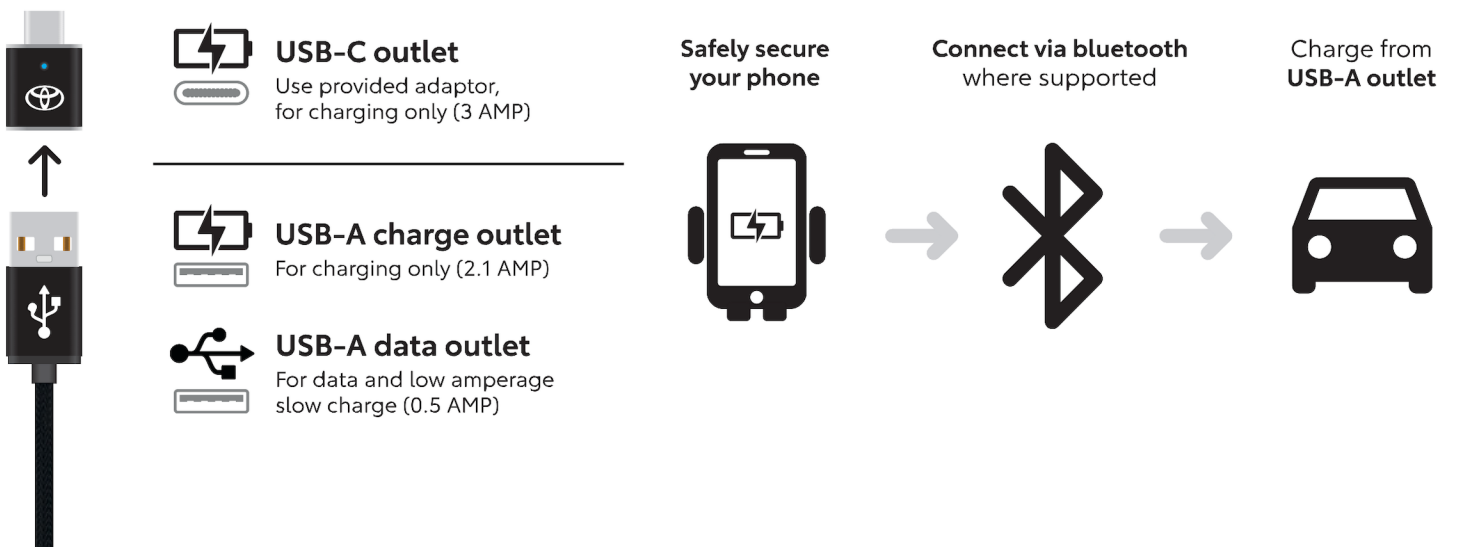 USB-C outlet
Use provided adaptor,
for charging only (3 AMP)
USB-A charge outlet
For charging only (2.1 AMP)
USB-A data outlet
For data and low amperage
slow charge (0.5 AMP)
Safely secure
your phone
Connect via bluetooth
where supported
Charge from
USB-A outlet